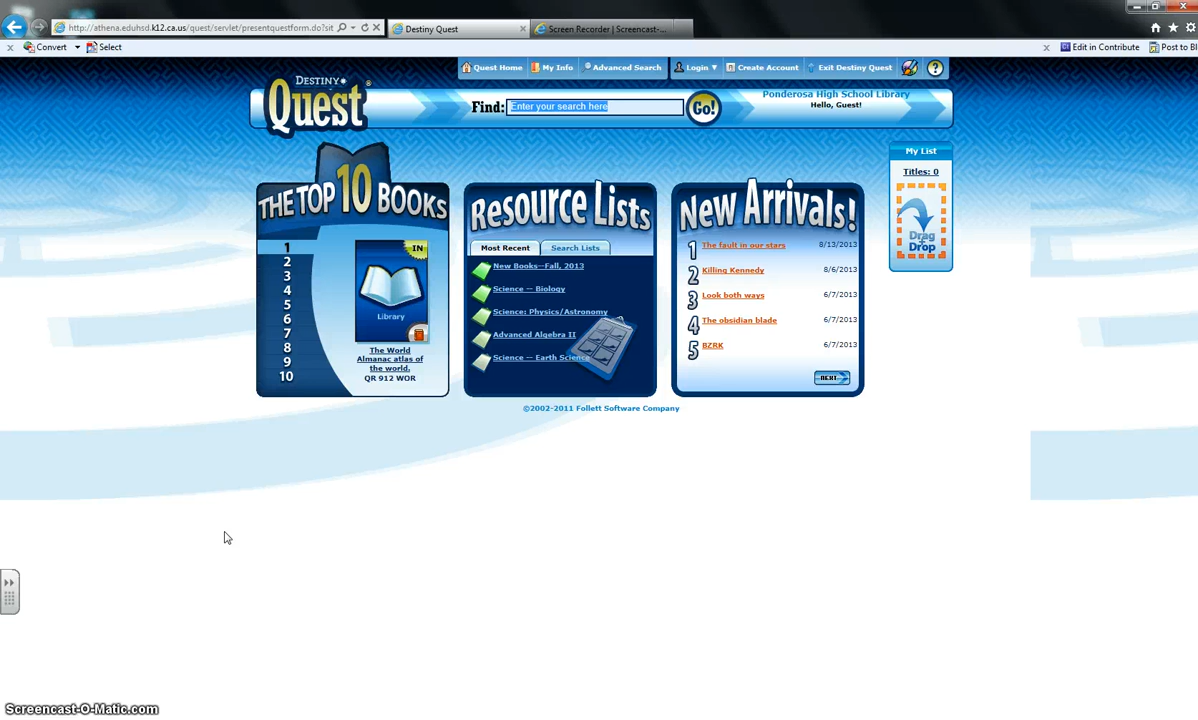 http://athena.eduhsd.k12.ca.us/quest/servlet/presentquestform.do?sit
Destiny Quest
Screen Recorder | Screencast-...
Convert
Select
Edit in Contribute
Post to Bl
Quest Home
My Info
Advanced Search
Login
Create Account
Exit Destiny Quest
?
DESTINY
Quest
Find:
Enter your search here
Go!
Ponderosa High School Library
Hello, Guest!
My List
Titles: 0
Drag
+
Drop
THE TOP 10 BOOKS
1
2
3
4
5
6
7
8
9
10
IN
Library
The World
Almanac atlas of
the world.
QR 912 WOR
Resource Lists
Most Recent
Search Lists
New Books--Fall, 2013
Science -- Biology
Science: Physics/Astronomy
Advanced Algebra II
Science -- Earth Science
New Arrivals!
1 The fault in our stars 8/13/2013
2 Killing Kennedy 8/6/2013
3 Look both ways 6/7/2013
4 The obsidian blade 6/7/2013
5 BZRK 6/7/2013
NEXT
©2002-2011 Follett Software Company
Screencast-O-Matic.com